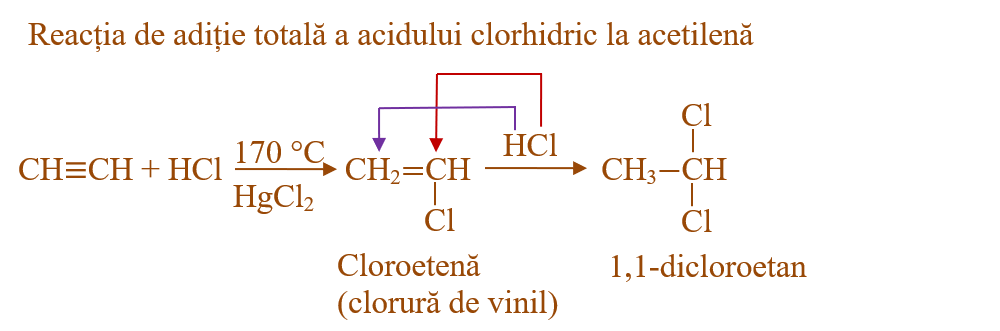 Reacția de adiție totală a acidului clorhidric la acetilenă
Cl
HCl
170 °C
CH≡CH + HCl CH₂=CH CH₃−CH
HgCl₂
Cl Cl
Cloroetenă 1,1-dicloroetan
(clorură de vinil)